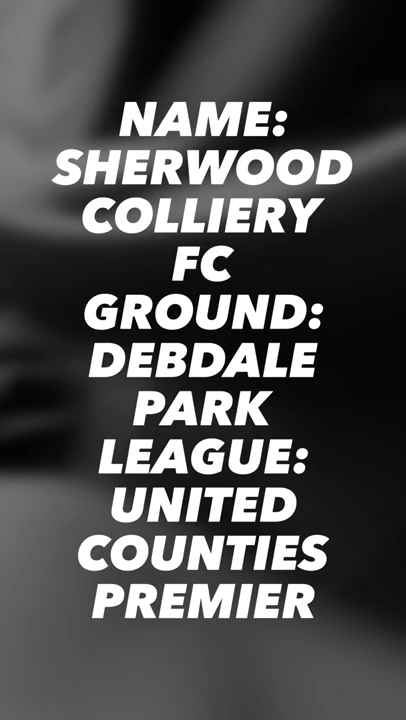 NAME:
SHERWOOD
COLLIERY
FC
GROUND:
DEBDALE
PARK
LEAGUE:
UNITED
COUNTIES
PREMIER